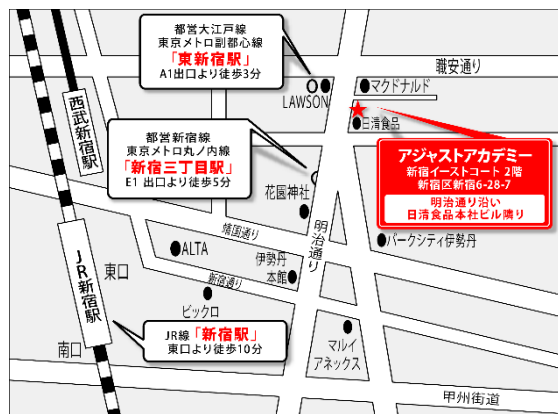 都営大江戸線
東京メトロ副都心線
「東新宿駅」
A1出口より徒歩3分
職安通り
LAWSON
マクドナルド
日清食品
西武新宿駅
都営新宿線
東京メトロ丸ノ内線
「新宿三丁目駅」
E1 出口より徒歩5分
アジャストアカデミー
新宿イーストコート 2階
新宿区新宿6-28-7
明治通り沿い
日清食品本社ビル隣り
花園神社
明治通り
靖国通り
パークシティ伊勢丹
ALTA
伊勢丹
本館
新宿通り
JR新宿駅
東口
ビックロ
JR線「新宿駅」
東口より徒歩10分
南口
マルイ
アネックス
甲州街道